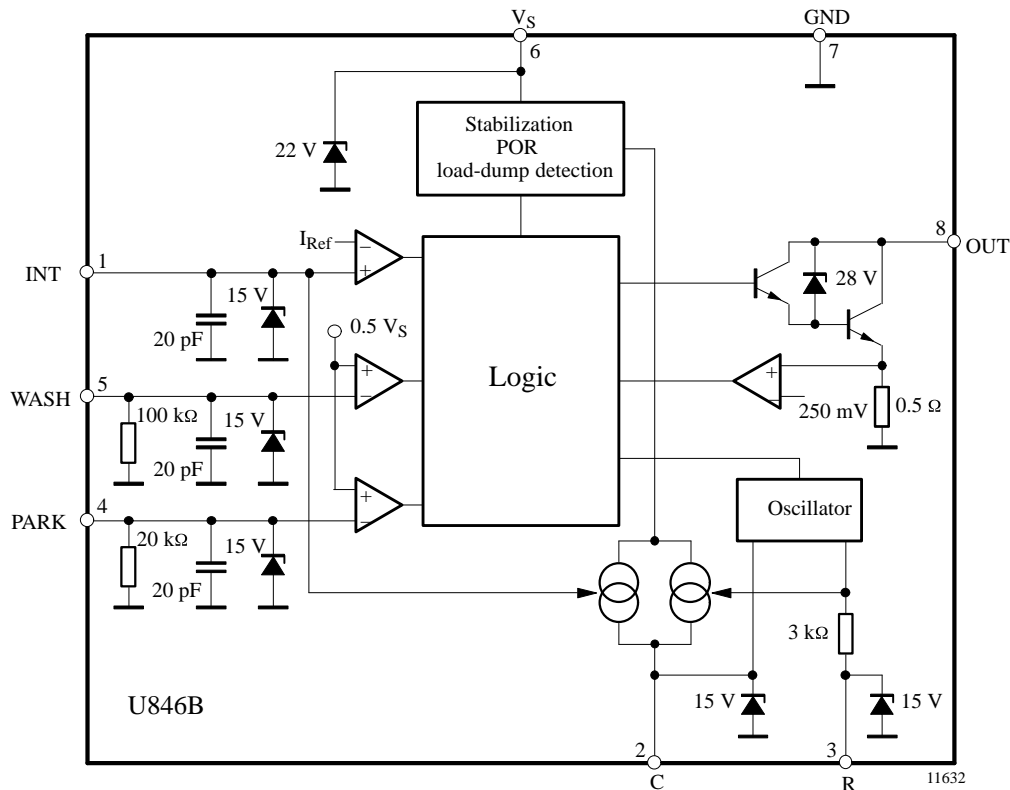 V_S
GND
6
7
Stabilization
POR
load-dump detection
22 V
I_Ref
−
+
1
INT
15 V
20 pF
8
OUT
28 V
0.5 V_S
+
−
Logic
+
−
250 mV
0.5 Ω
5
WASH
100 kΩ
15 V
20 pF
+
−
4
PARK
20 kΩ
15 V
20 pF
Oscillator
3 kΩ
15 V
15 V
U846B
2
3
C
R
11632